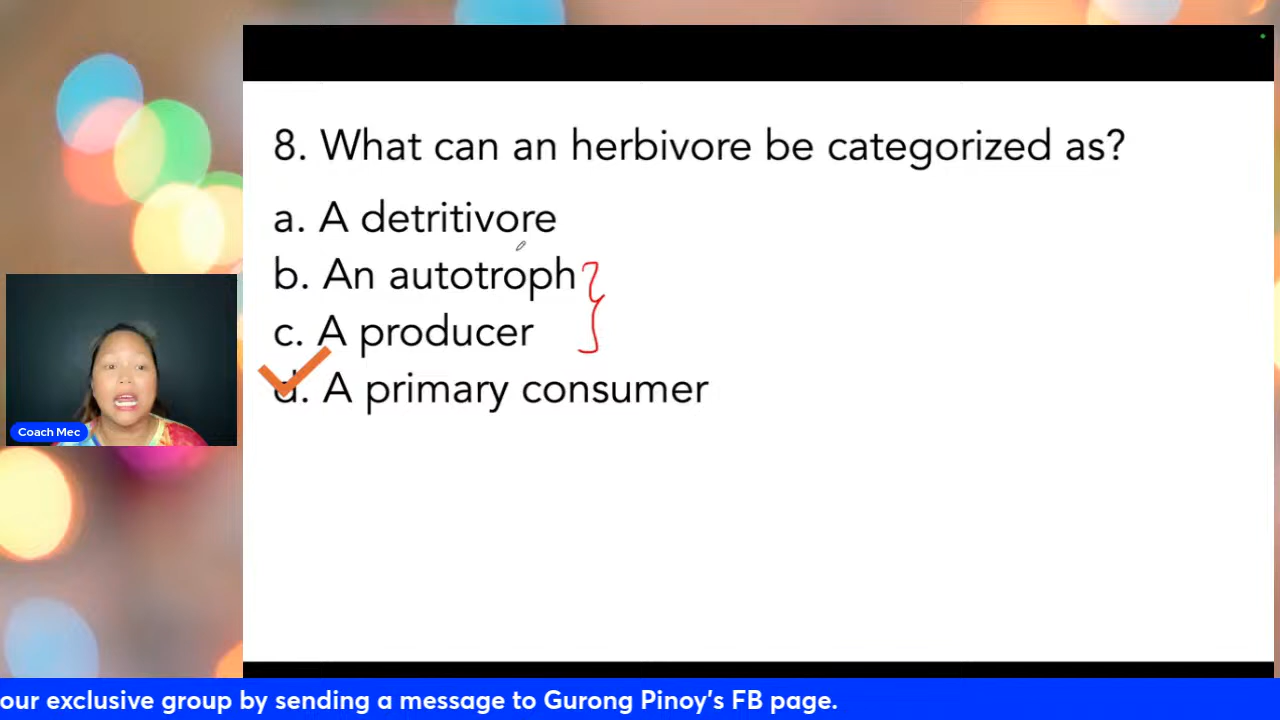 8. What can an herbivore be categorized as?
a. A detritivore
b. An autotroph
c. A producer
d. A primary consumer
Coach Mec
our exclusive group by sending a message to Gurong Pinoy's FB page.